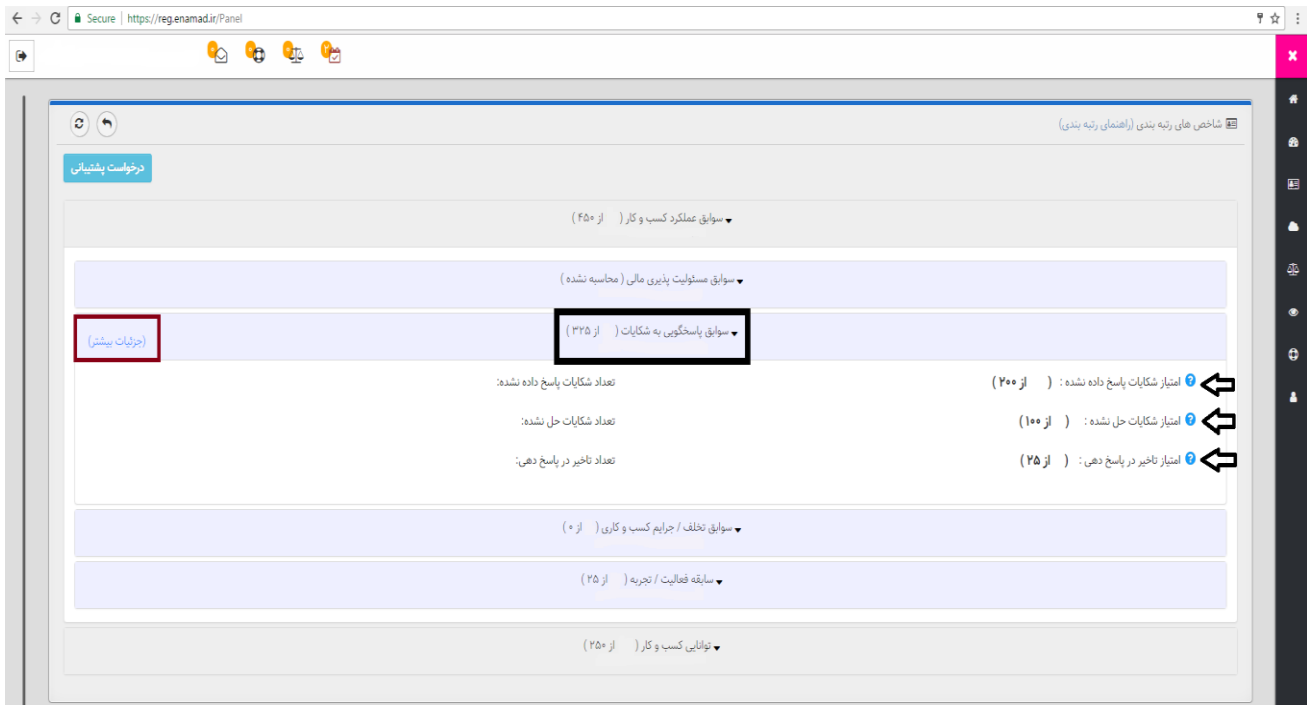 Secure | https://reg.enamad.ir/Panel
شاخص های رتبه بندی (راهنمای رتبه بندی)
درخواست پشتیبانی
سوابق عملکرد کسب و کار ( از ۴۵۰ )
سوابق مسئولیت پذیری مالی ( محاسبه نشده )
سوابق پاسخگویی به شکایات ( از ۳۲۵ )
(جزئیات بیشتر)
امتیاز شکایات پاسخ داده نشده : ( از ۲۰۰ ) تعداد شکایات پاسخ داده نشده:
امتیاز شکایات حل نشده : ( از ۱۰۰ ) تعداد شکایات حل نشده:
امتیاز تاخیر در پاسخ دهی : ( از ۲۵ ) تعداد تاخیر در پاسخ دهی:
سوابق تخلف / جرایم کسب و کاری ( از ۰ )
سابقه فعالیت / تجربه ( از ۲۵ )
توانایی کسب و کار ( از ۲۵۰ )